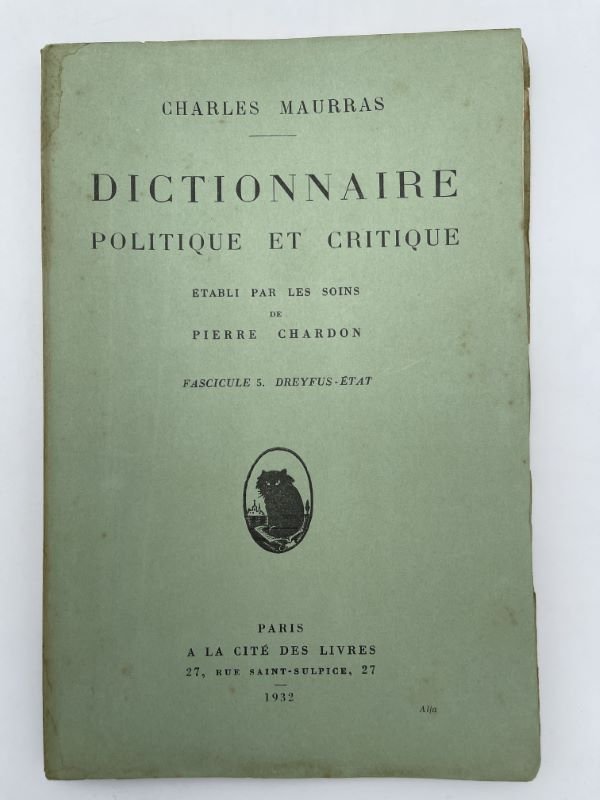 CHARLES MAURRAS
DICTIONNAIRE
POLITIQUE ET CRITIQUE
ÉTABLI PAR LES SOINS
DE
PIERRE CHARDON
FASCICULE 5. DREYFUS-ÉTAT
PARIS
A LA CITÉ DES LIVRES
27, RUE SAINT-SULPICE, 27
1932
Alfa